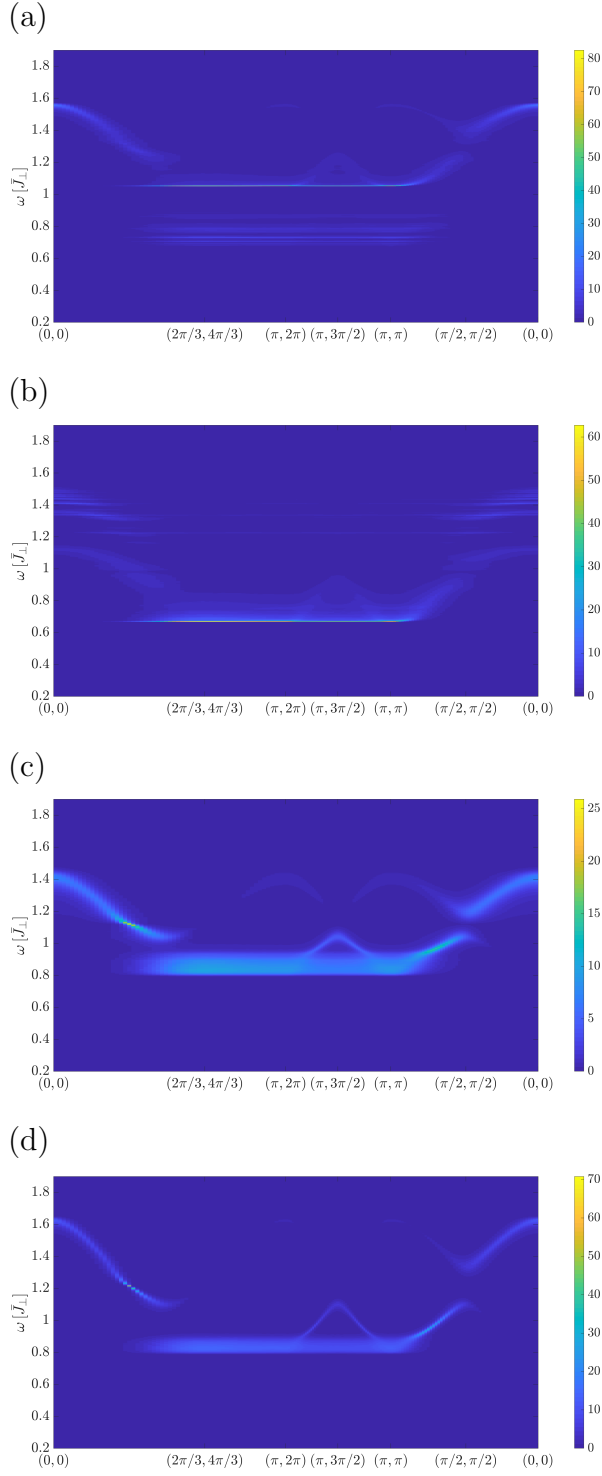 (a)
1.8
1.6
1.4
1.2
1
0.8
0.6
0.4
0.2
ω [J̄⊥]
(0, 0)
(2π/3, 4π/3)
(π, 2π)
(π, 3π/2)
(π, π)
(π/2, π/2)
(0, 0)
80
70
60
50
40
30
20
10
0
(b)
1.8
1.6
1.4
1.2
1
0.8
0.6
0.4
0.2
ω [J̄⊥]
(0, 0)
(2π/3, 4π/3)
(π, 2π)
(π, 3π/2)
(π, π)
(π/2, π/2)
(0, 0)
60
50
40
30
20
10
0
(c)
1.8
1.6
1.4
1.2
1
0.8
0.6
0.4
0.2
ω [J̄⊥]
(0, 0)
(2π/3, 4π/3)
(π, 2π)
(π, 3π/2)
(π, π)
(π/2, π/2)
(0, 0)
25
20
15
10
5
0
(d)
1.8
1.6
1.4
1.2
1
0.8
0.6
0.4
0.2
ω [J̄⊥]
(0, 0)
(2π/3, 4π/3)
(π, 2π)
(π, 3π/2)
(π, π)
(π/2, π/2)
(0, 0)
70
60
50
40
30
20
10
0